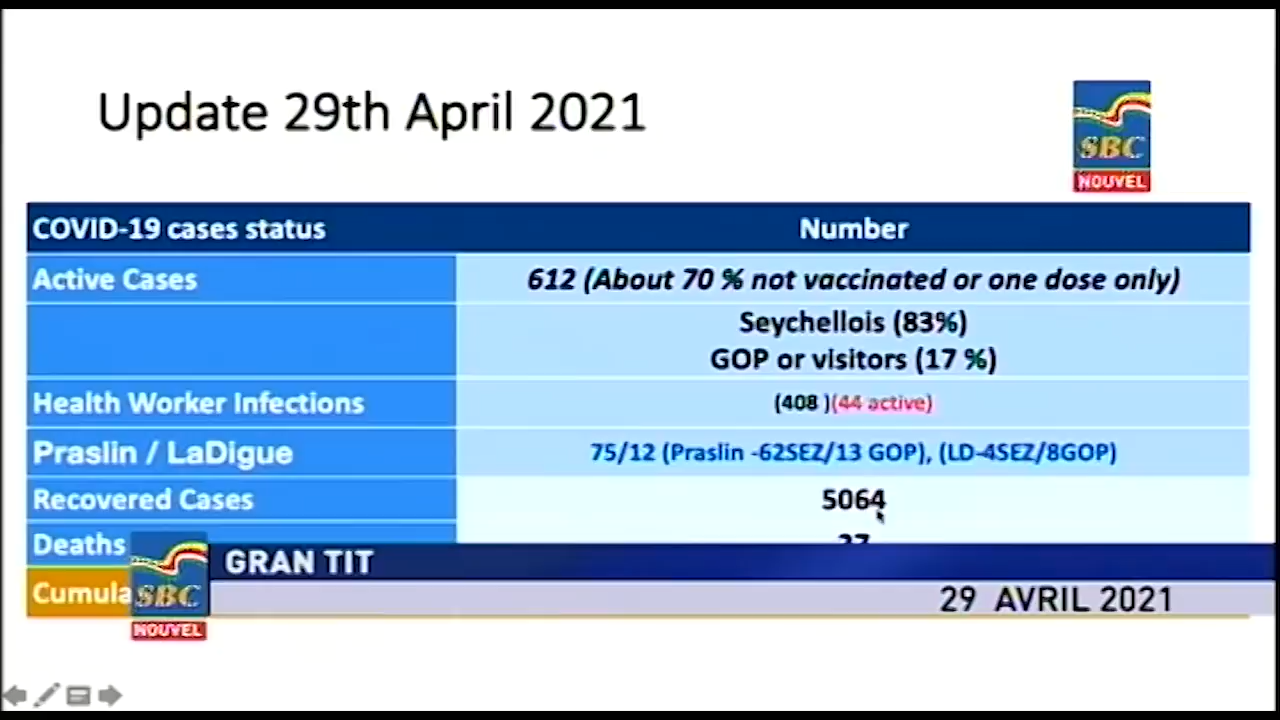 Update 29th April 2021
SBC
NOUVEL
COVID-19 cases status Number
Active Cases 612 (About 70 % not vaccinated or one dose only)
Seychellois (83%)
GOP or visitors (17 %)
Health Worker Infections (408 )(44 active)
Praslin / LaDigue 75/12 (Praslin -62SEZ/13 GOP), (LD-4SEZ/8GOP)
Recovered Cases 5064
Deaths
GRAN TIT
SBC
29 AVRIL 2021
NOUVEL